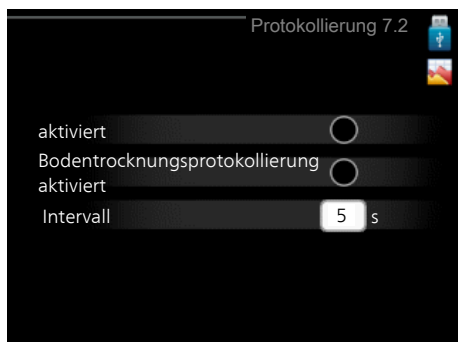 Protokollierung 7.2
aktiviert
Bodentrocknungsprotokollierung
aktiviert
Intervall 5 s